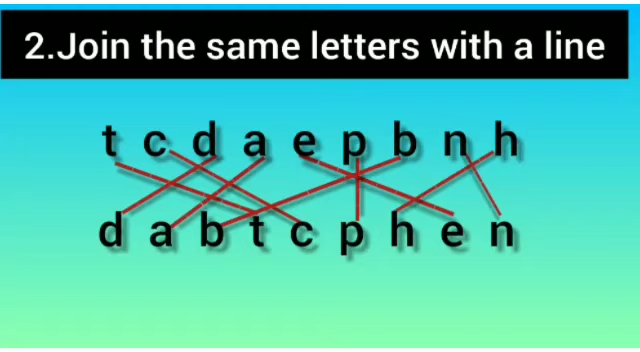 2.Join the same letters with a line
t c d a e p b n h
d a b t c p h e n